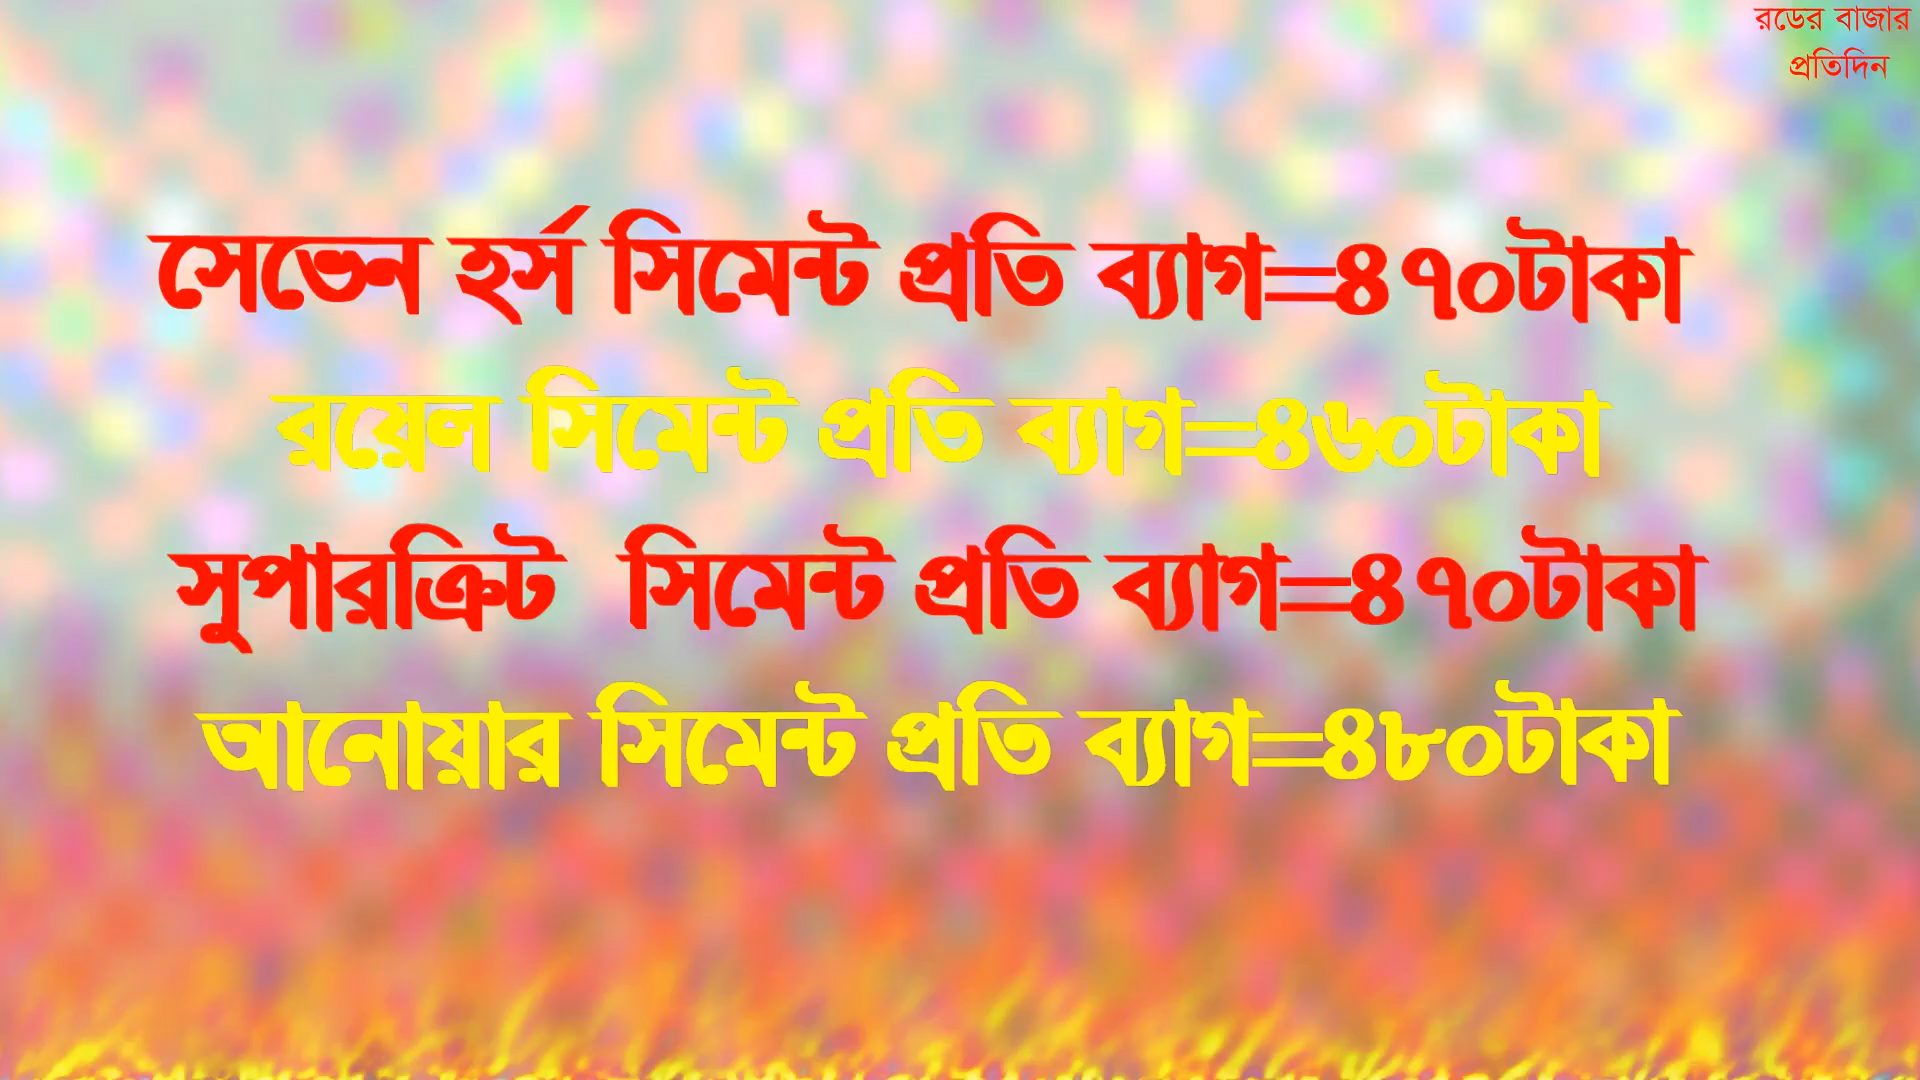 রডের বাজার
প্রতিদিন
সেভেন হর্স সিমেন্ট প্রতি ব্যাগ=৪৭০টাকা
রয়েল সিমেন্ট প্রতি ব্যাগ=৪৬০টাকা
সুপারক্রিট সিমেন্ট প্রতি ব্যাগ=৪৭০টাকা
আনোয়ার সিমেন্ট প্রতি ব্যাগ=৪৮০টাকা